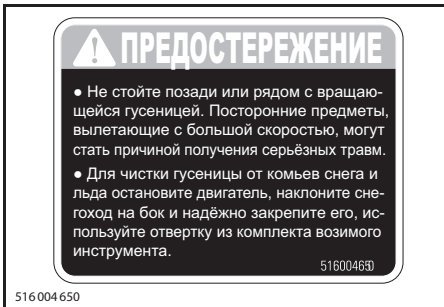 ПРЕДОСТЕРЕЖЕНИЕ
● Не стойте позади или рядом с вращаю-
щейся гусеницей. Посторонние предметы,
вылетающие с большой скоростью, могут
стать причиной получения серьёзных травм.
● Для чистки гусеницы от комьев снега и
льда остановите двигатель, наклоните сне-
гоход на бок и надёжно закрепите его, ис-
пользуйте отвертку из комплекта возимого
инструмента.
516004650
516004650